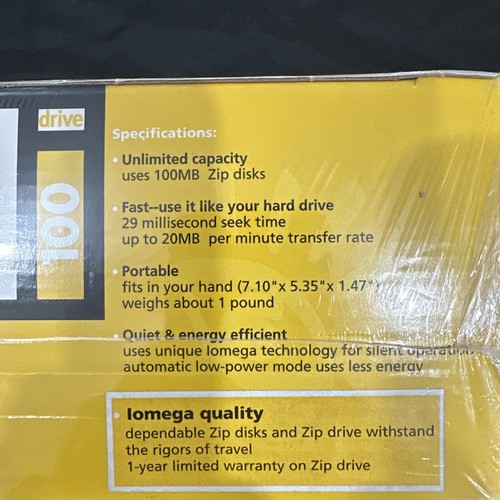 drive
100
Specifications:
• Unlimited capacity
uses 100MB Zip disks
• Fast--use it like your hard drive
29 millisecond seek time
up to 20MB per minute transfer rate
• Portable
fits in your hand (7.10"x 5.35"x 1.47")
weighs about 1 pound
• Quiet & energy efficient
uses unique Iomega technology for silent operation
automatic low-power mode uses less energy
• Iomega quality
dependable Zip disks and Zip drive withstand
the rigors of travel
1-year limited warranty on Zip drive